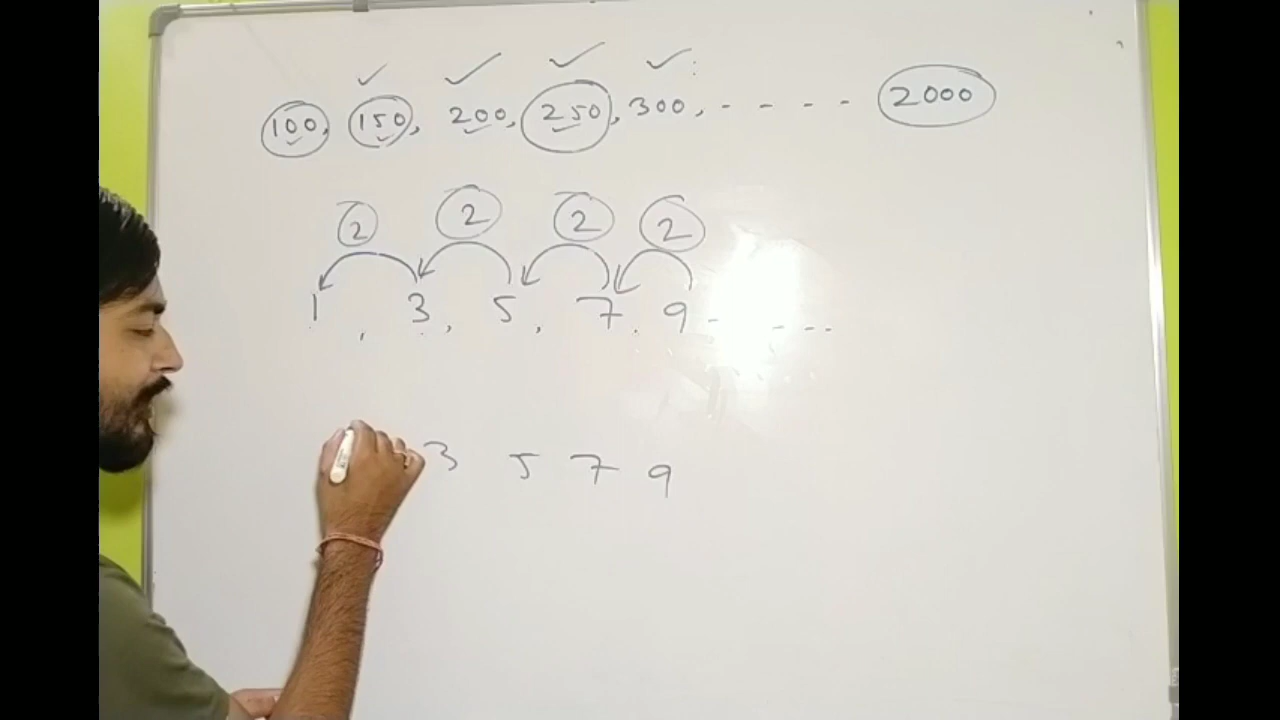 100, 150, 200, 250, 300, - - - - 2000
2 2 2 2
1, 3, 5, 7, 9 - - - - -
3 5 7 9